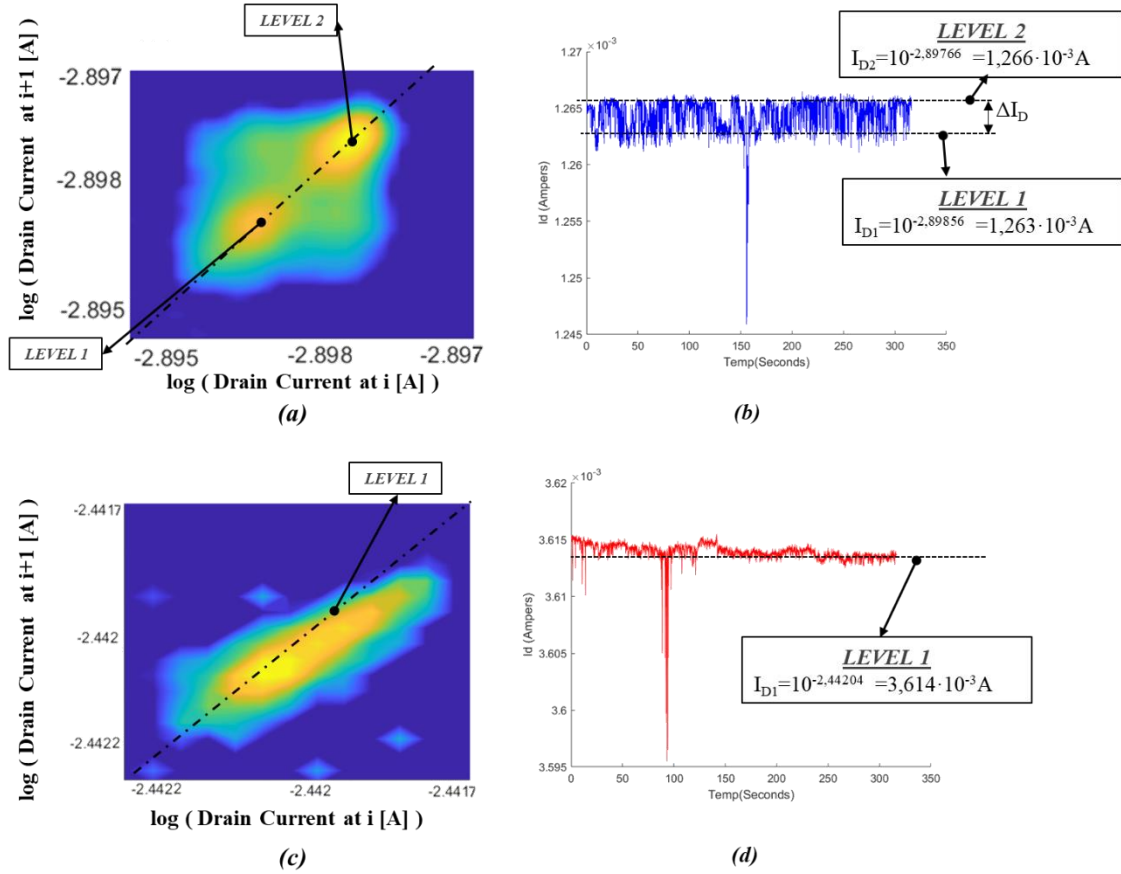 LEVEL 2
log ( Drain Current at i+1 [A] )
-2.897
-2.898
-2.895
LEVEL 1
-2.895
-2.898
-2.897
log ( Drain Current at i [A] )
(a)
×10⁻³
1.27
1.265
1.26
1.255
1.25
1.245
Id (Ampers)
0
50
100
150
200
250
300
350
Temp(Seconds)
LEVEL 2
I_D2=10^-2,89766 =1,266·10⁻³A
ΔI_D
LEVEL 1
I_D1=10^-2,89856 =1,263·10⁻³A
(b)
LEVEL 1
log ( Drain Current at i+1 [A] )
-2.4417
-2.442
-2.4422
-2.4422
-2.442
-2.4417
log ( Drain Current at i [A] )
(c)
×10⁻³
3.62
3.615
3.61
3.605
3.6
3.595
Id (Ampers)
0
50
100
150
200
250
300
350
Temp(Seconds)
LEVEL 1
I_D1=10^-2,44204 =3,614·10⁻³A
(d)